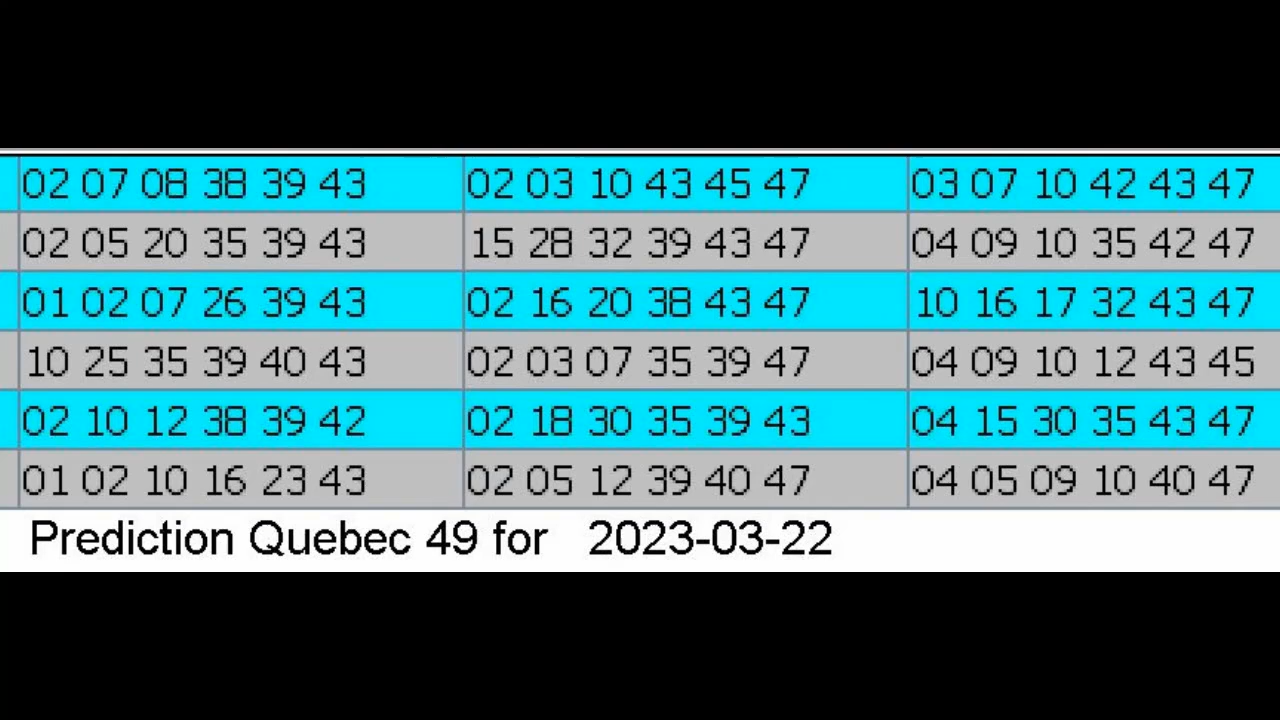 02 07 08 38 39 43 02 03 10 43 45 47 03 07 10 42 43 47
02 05 20 35 39 43 15 28 32 39 43 47 04 09 10 35 42 47
01 02 07 26 39 43 02 16 20 38 43 47 10 16 17 32 43 47
10 25 35 39 40 43 02 03 07 35 39 47 04 09 10 12 43 45
02 10 12 38 39 42 02 18 30 35 39 43 04 15 30 35 43 47
01 02 10 16 23 43 02 05 12 39 40 47 04 05 09 10 40 47
Prediction Quebec 49 for 2023-03-22